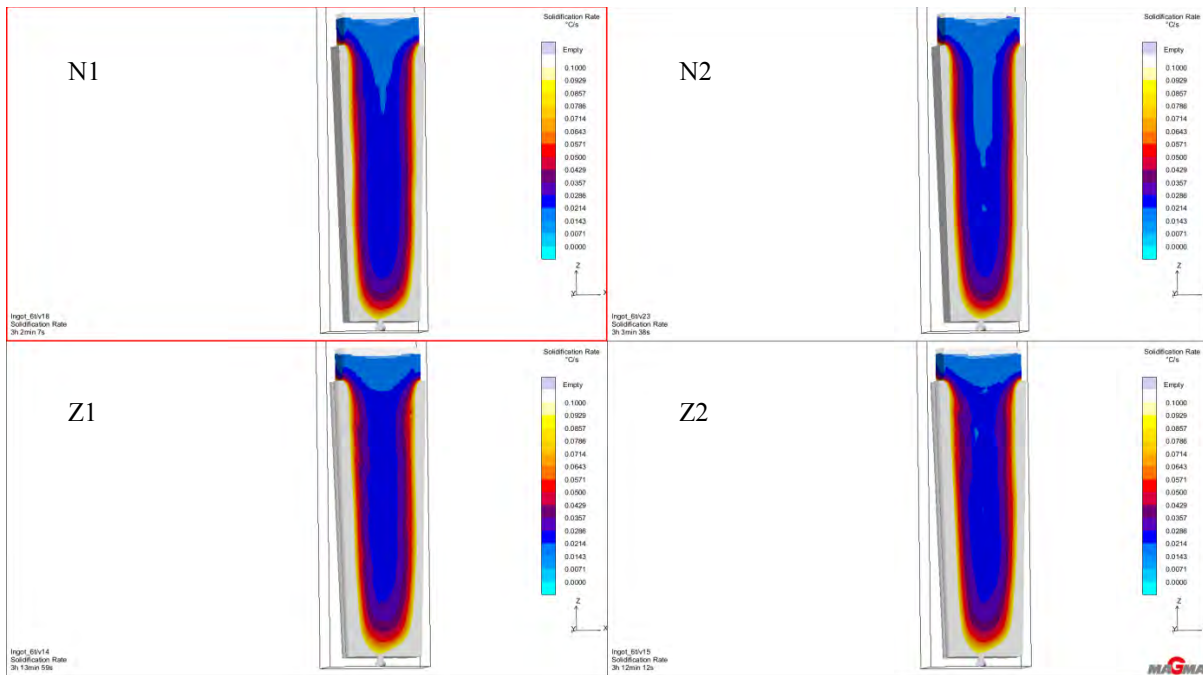 N1
Solidification Rate
°C/s
Empty
0.1000
0.0929
0.0857
0.0786
0.0714
0.0643
0.0571
0.0500
0.0429
0.0357
0.0286
0.0214
0.0143
0.0071
0.0000
Z
Y X
Ingot_6t/v16
Solidification Rate
3h 2min 7s
N2
Solidification Rate
°C/s
Empty
0.1000
0.0929
0.0857
0.0786
0.0714
0.0643
0.0571
0.0500
0.0429
0.0357
0.0286
0.0214
0.0143
0.0071
0.0000
Z
Y X
Ingot_6t/v23
Solidification Rate
3h 3min 38s
Z1
Solidification Rate
°C/s
Empty
0.1000
0.0929
0.0857
0.0786
0.0714
0.0643
0.0571
0.0500
0.0429
0.0357
0.0286
0.0214
0.0143
0.0071
0.0000
Z
Y X
Ingot_6t/v14
Solidification Rate
3h 13min 59s
Z2
Solidification Rate
°C/s
Empty
0.1000
0.0929
0.0857
0.0786
0.0714
0.0643
0.0571
0.0500
0.0429
0.0357
0.0286
0.0214
0.0143
0.0071
0.0000
Z
Y X
Ingot_6t/v15
Solidification Rate
3h 12min 12s
MAGMA